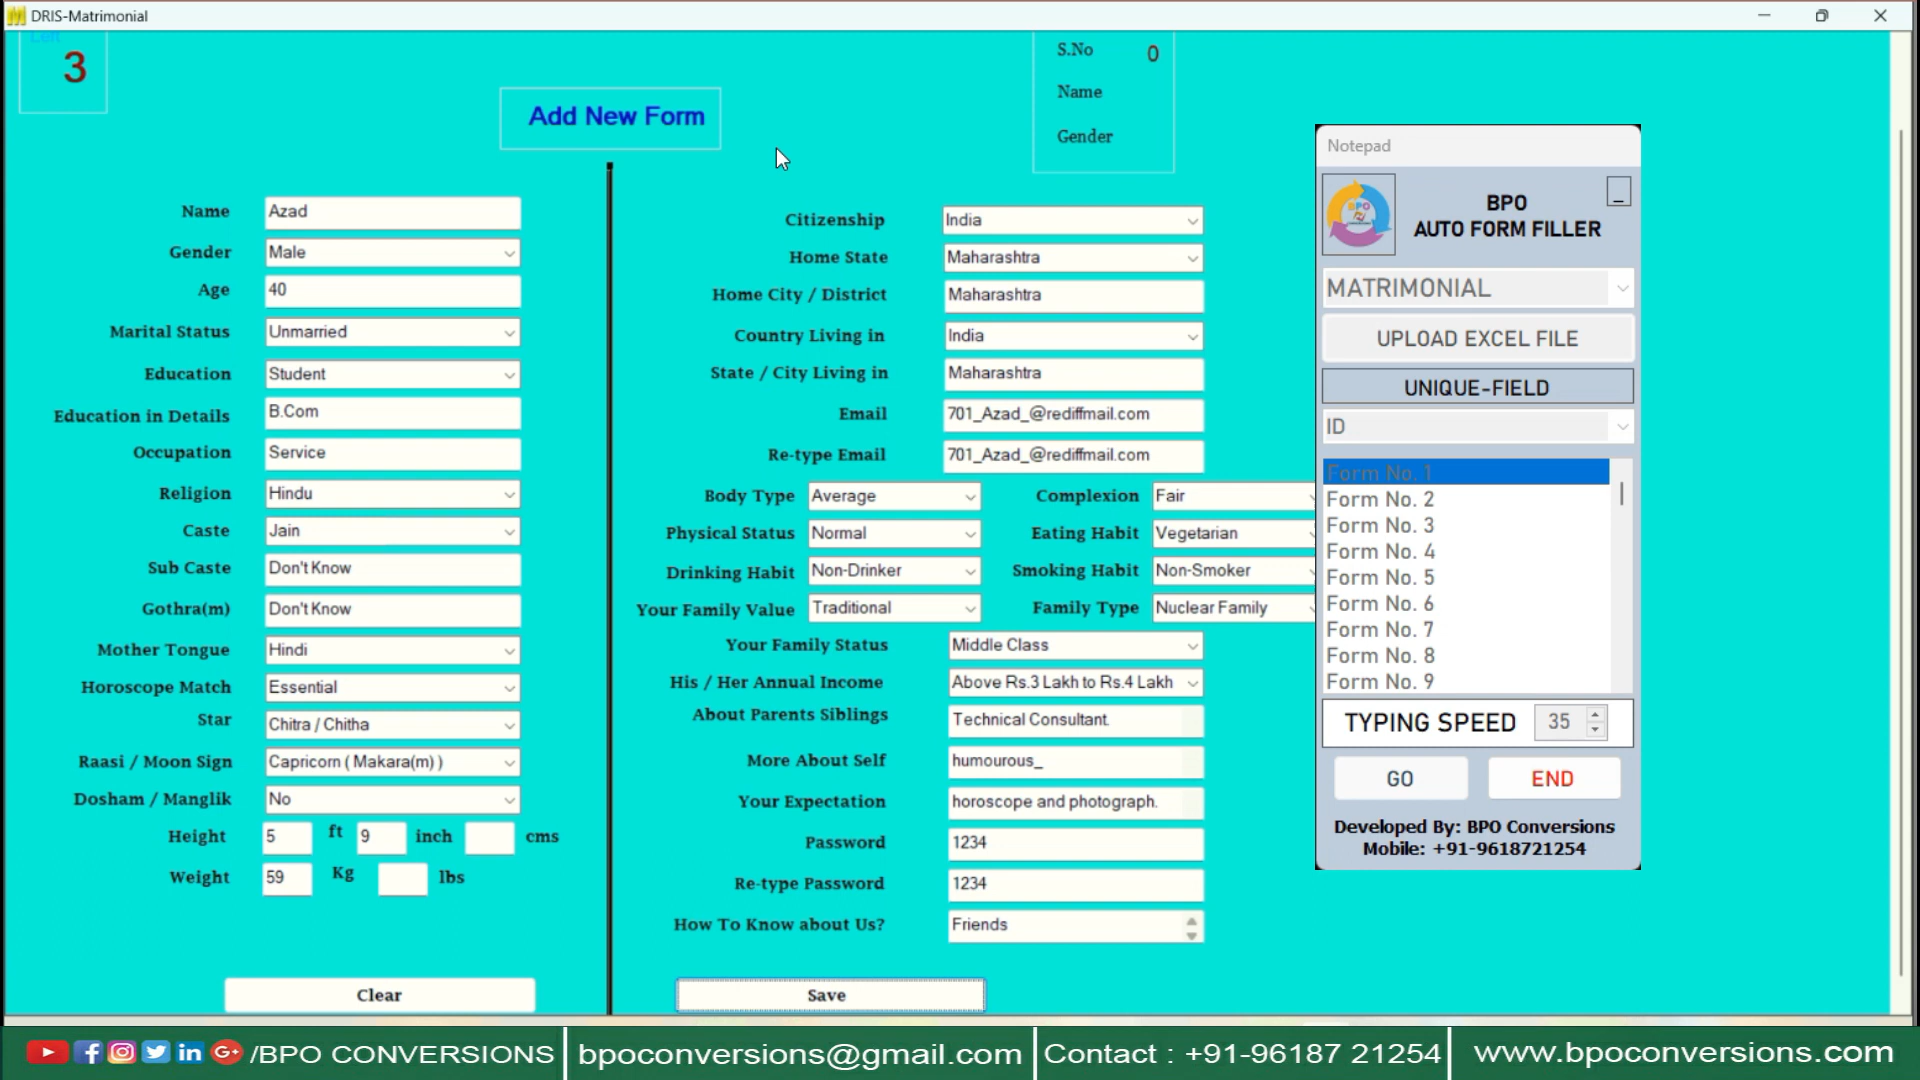 DRIS-Matrimonial
Left
3
Add New Form
S.No 0
Name
Gender
Name Azad
Gender Male
Age 40
Marital Status Unmarried
Education Student
Education in Details B.Com
Occupation Service
Religion Hindu
Caste Jain
Sub Caste Don't Know
Gothra(m) Don't Know
Mother Tongue Hindi
Horoscope Match Essential
Star Chitra / Chitha
Raasi / Moon Sign Capricorn ( Makara(m) )
Dosham / Manglik No
Height 5 ft 9 inch cms
Weight 59 Kg lbs
Clear
Citizenship India
Home State Maharashtra
Home City / District Maharashtra
Country Living in India
State / City Living in Maharashtra
Email 701_Azad_@rediffmail.com
Re-type Email 701_Azad_@rediffmail.com
Body Type Average Complexion Fair
Physical Status Normal Eating Habit Vegetarian
Drinking Habit Non-Drinker Smoking Habit Non-Smoker
Your Family Value Traditional Family Type Nuclear Family
Your Family Status Middle Class
His / Her Annual Income Above Rs.3 Lakh to Rs.4 Lakh
About Parents Siblings Technical Consultant.
More About Self humourous_
Your Expectation horoscope and photograph.
Password 1234
Re-type Password 1234
How To Know about Us? Friends
Save
Notepad
BPO
BPO
AUTO FORM FILLER
MATRIMONIAL
UPLOAD EXCEL FILE
UNIQUE-FIELD
ID
Form No. 1
Form No. 2
Form No. 3
Form No. 4
Form No. 5
Form No. 6
Form No. 7
Form No. 8
Form No. 9
TYPING SPEED 35
GO END
Developed By: BPO Conversions
Mobile: +91-9618721254
/BPO CONVERSIONS bpoconversions@gmail.com Contact : +91-96187 21254 www.bpoconversions.com